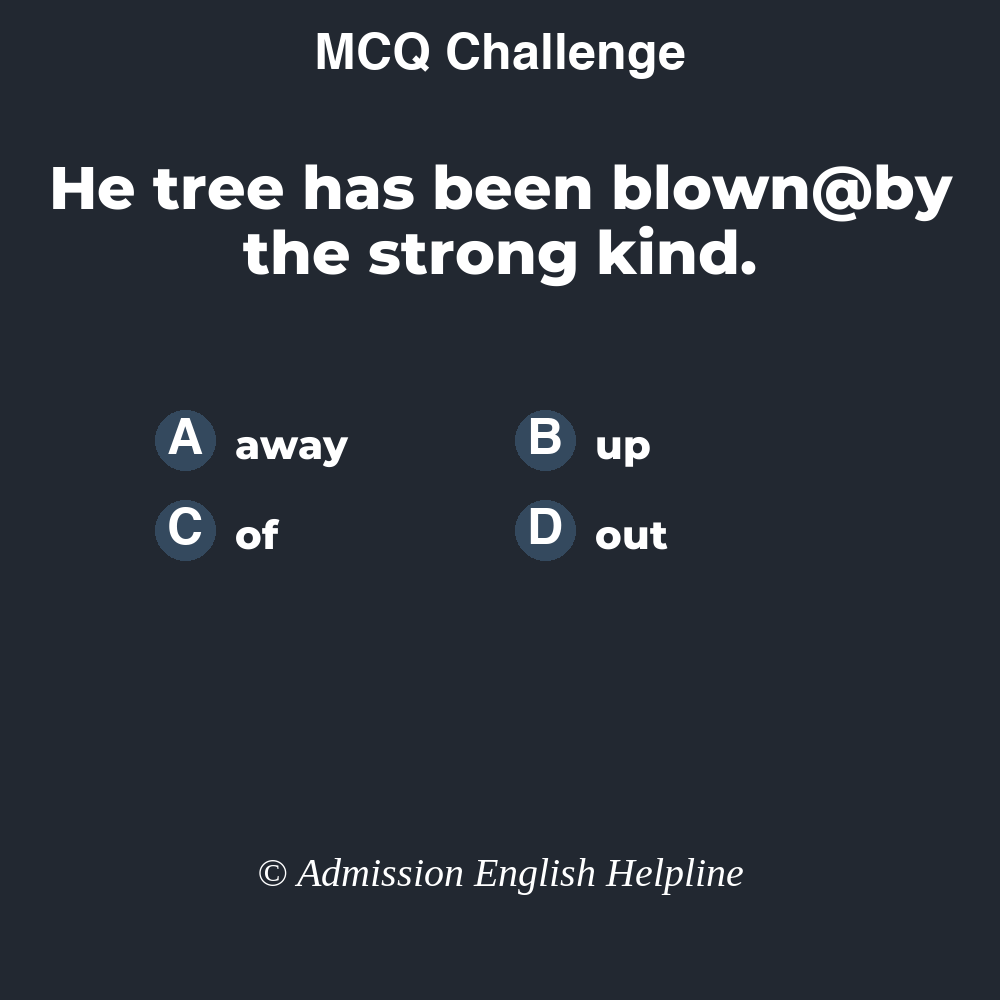 MCQ Challenge
He tree has been blown@by
the strong kind.
A away
B up
C of
D out
© Admission English Helpline